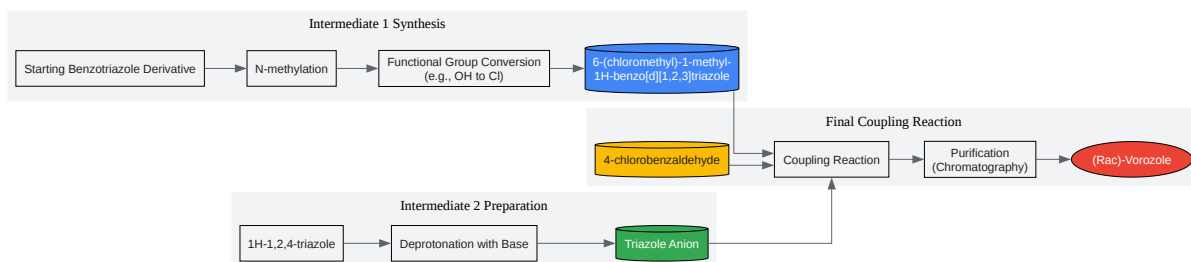 Intermediate 1 Synthesis
Starting Benzotriazole Derivative
N-methylation
Functional Group Conversion
(e.g., OH to Cl)
6-(chloromethyl)-1-methyl-
1H-benzo[d][1,2,3]triazole
Final Coupling Reaction
4-chlorobenzaldehyde
Coupling Reaction
Purification
(Chromatography)
(Rac)-Vorozole
Intermediate 2 Preparation
1H-1,2,4-triazole
Deprotonation with Base
Triazole Anion